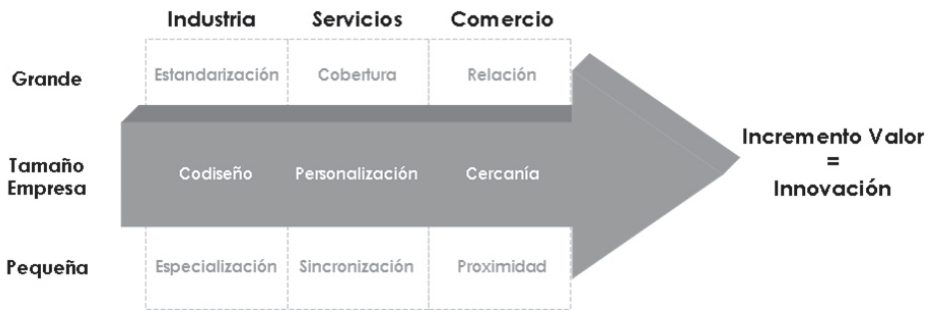 Industria Servicios Comercio
Grande Estandarización Cobertura Relación
Tamaño
Empresa
Codiseño Personalización Cercanía
Incremento Valor
=
Innovación
Pequeña Especialización Sincronización Proximidad